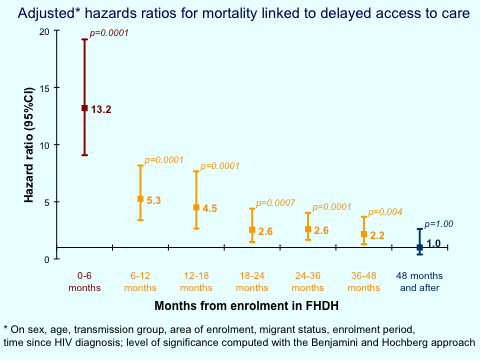 Adjusted* hazards ratios for mortality linked to delayed access to care
Hazard ratio (95%CI)
20
15
10
5
0
p=0.0001
13.2
p=0.0001
5.3
p=0.0001
4.5
p=0.0007
2.6
p=0.0001
2.6
p=0.004
2.2
p=1.00
1.0
0-6 months
6-12 months
12-18 months
18-24 months
24-36 months
36-48 months
48 months and after
Months from enrolment in FHDH
* On sex, age, transmission group, area of enrolment, migrant status, enrolment period,
time since HIV diagnosis; level of significance computed with the Benjamini and Hochberg approach